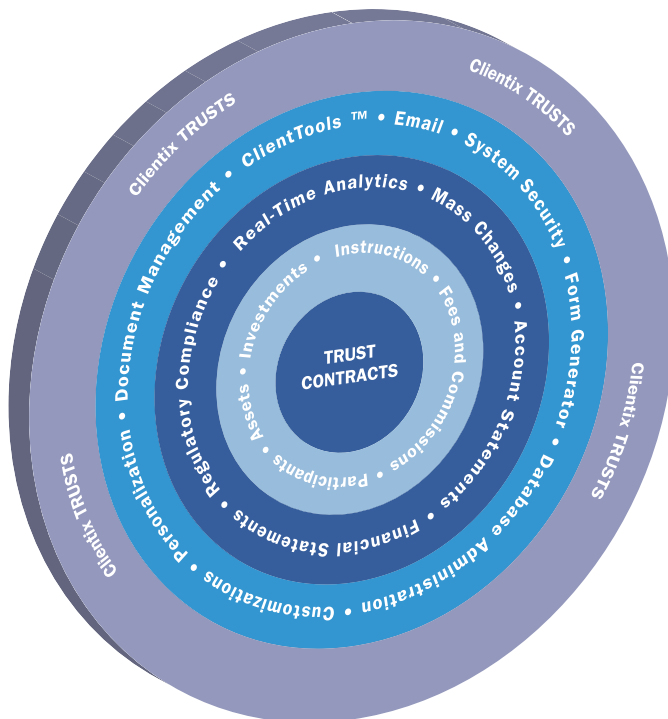 Clientix TRUSTS
Clientix TRUSTS
Clientix TRUSTS
Clientix TRUSTS
Document Management • ClientTools ™ • Email • System Security • Form Generator • Database Administration • Customizations • Personalization •
Real-Time Analytics • Mass Changes • Account Statements • Financial Statements • Regulatory Compliance •
Instructions • Fees and Commissions • Participants • Assets • Investments •
TRUST
CONTRACTS